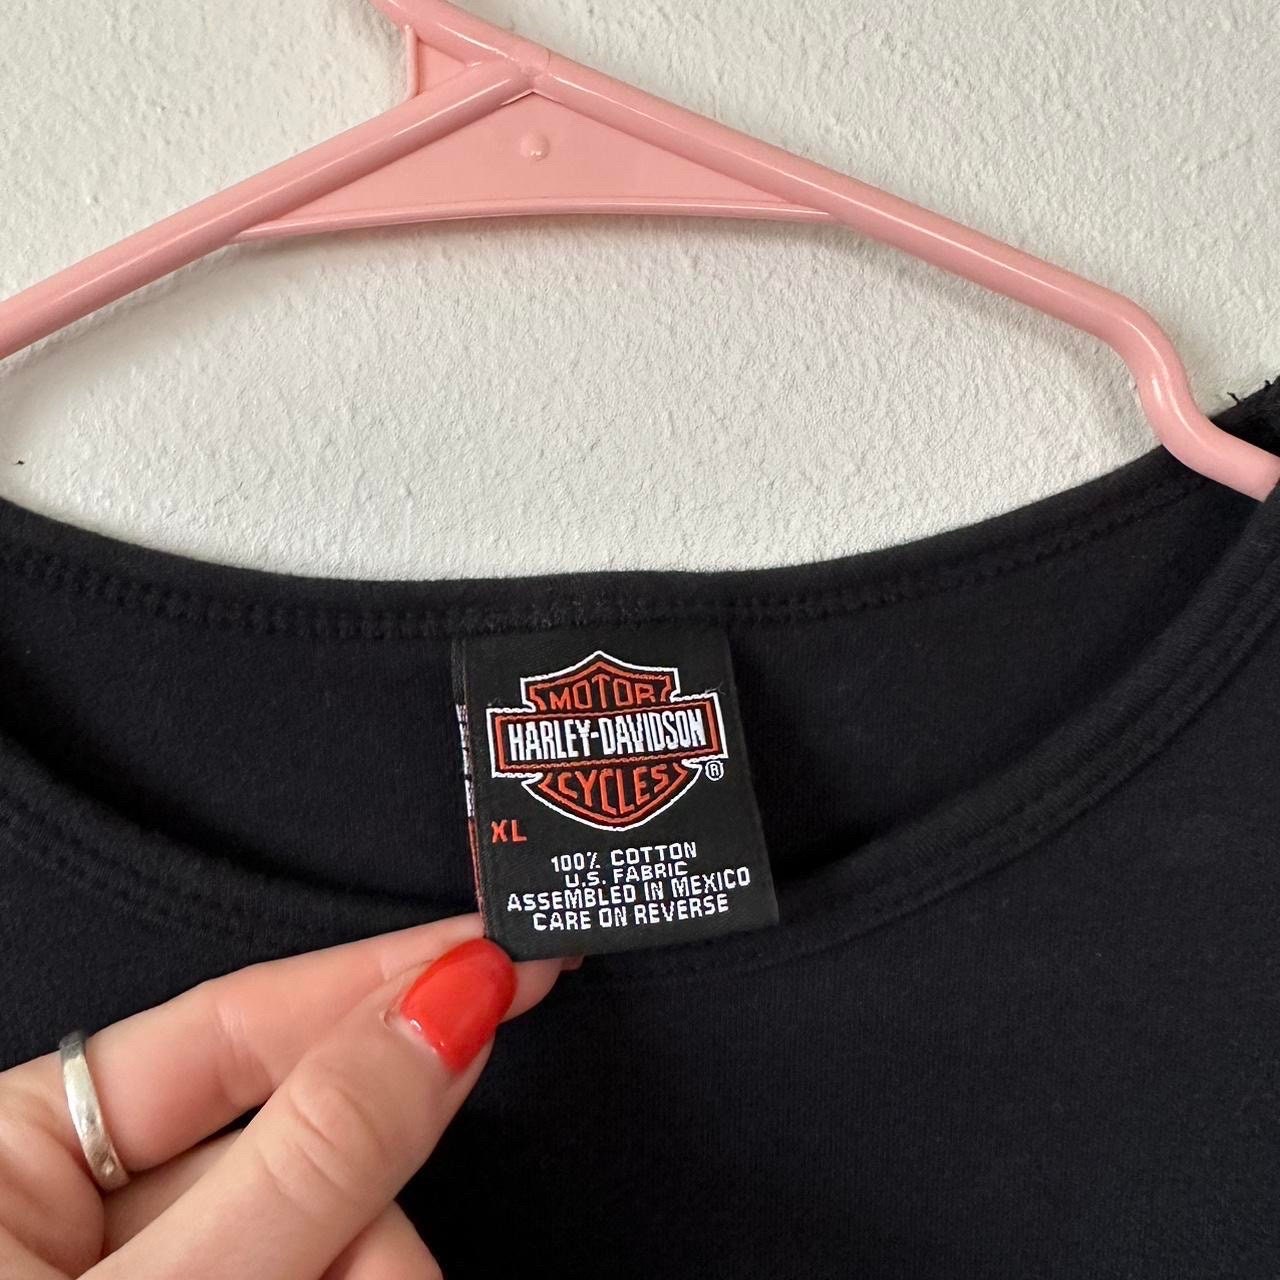 MOTOR
HARLEY-DAVIDSON
CYCLES
®
XL
100% COTTON
U.S. FABRIC
ASSEMBLED IN MEXICO
CARE ON REVERSE